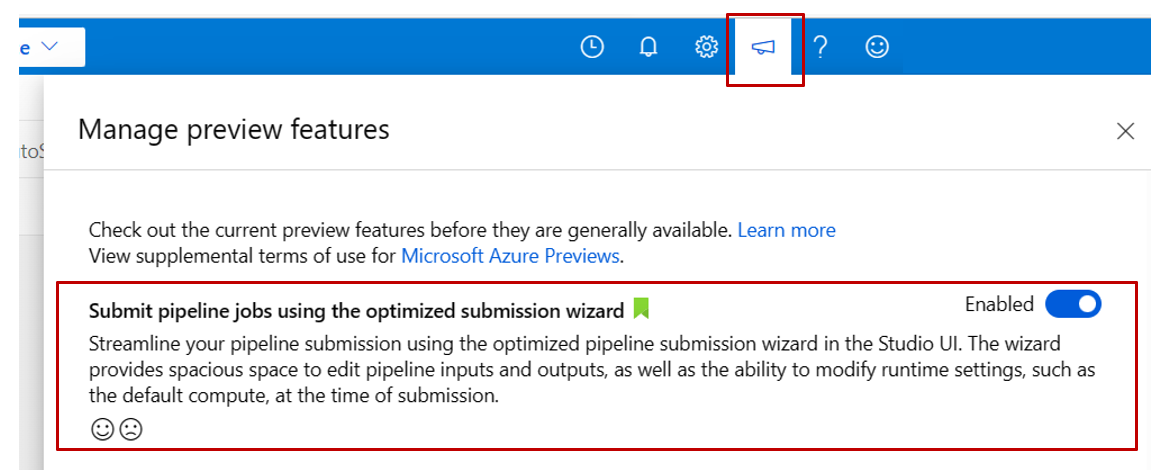 e
Manage preview features
toS
Check out the current preview features before they are generally available. Learn more
View supplemental terms of use for Microsoft Azure Previews.
Submit pipeline jobs using the optimized submission wizard
Enabled
Streamline your pipeline submission using the optimized pipeline submission wizard in the Studio UI. The wizard
provides spacious space to edit pipeline inputs and outputs, as well as the ability to modify runtime settings, such as
the default compute, at the time of submission.